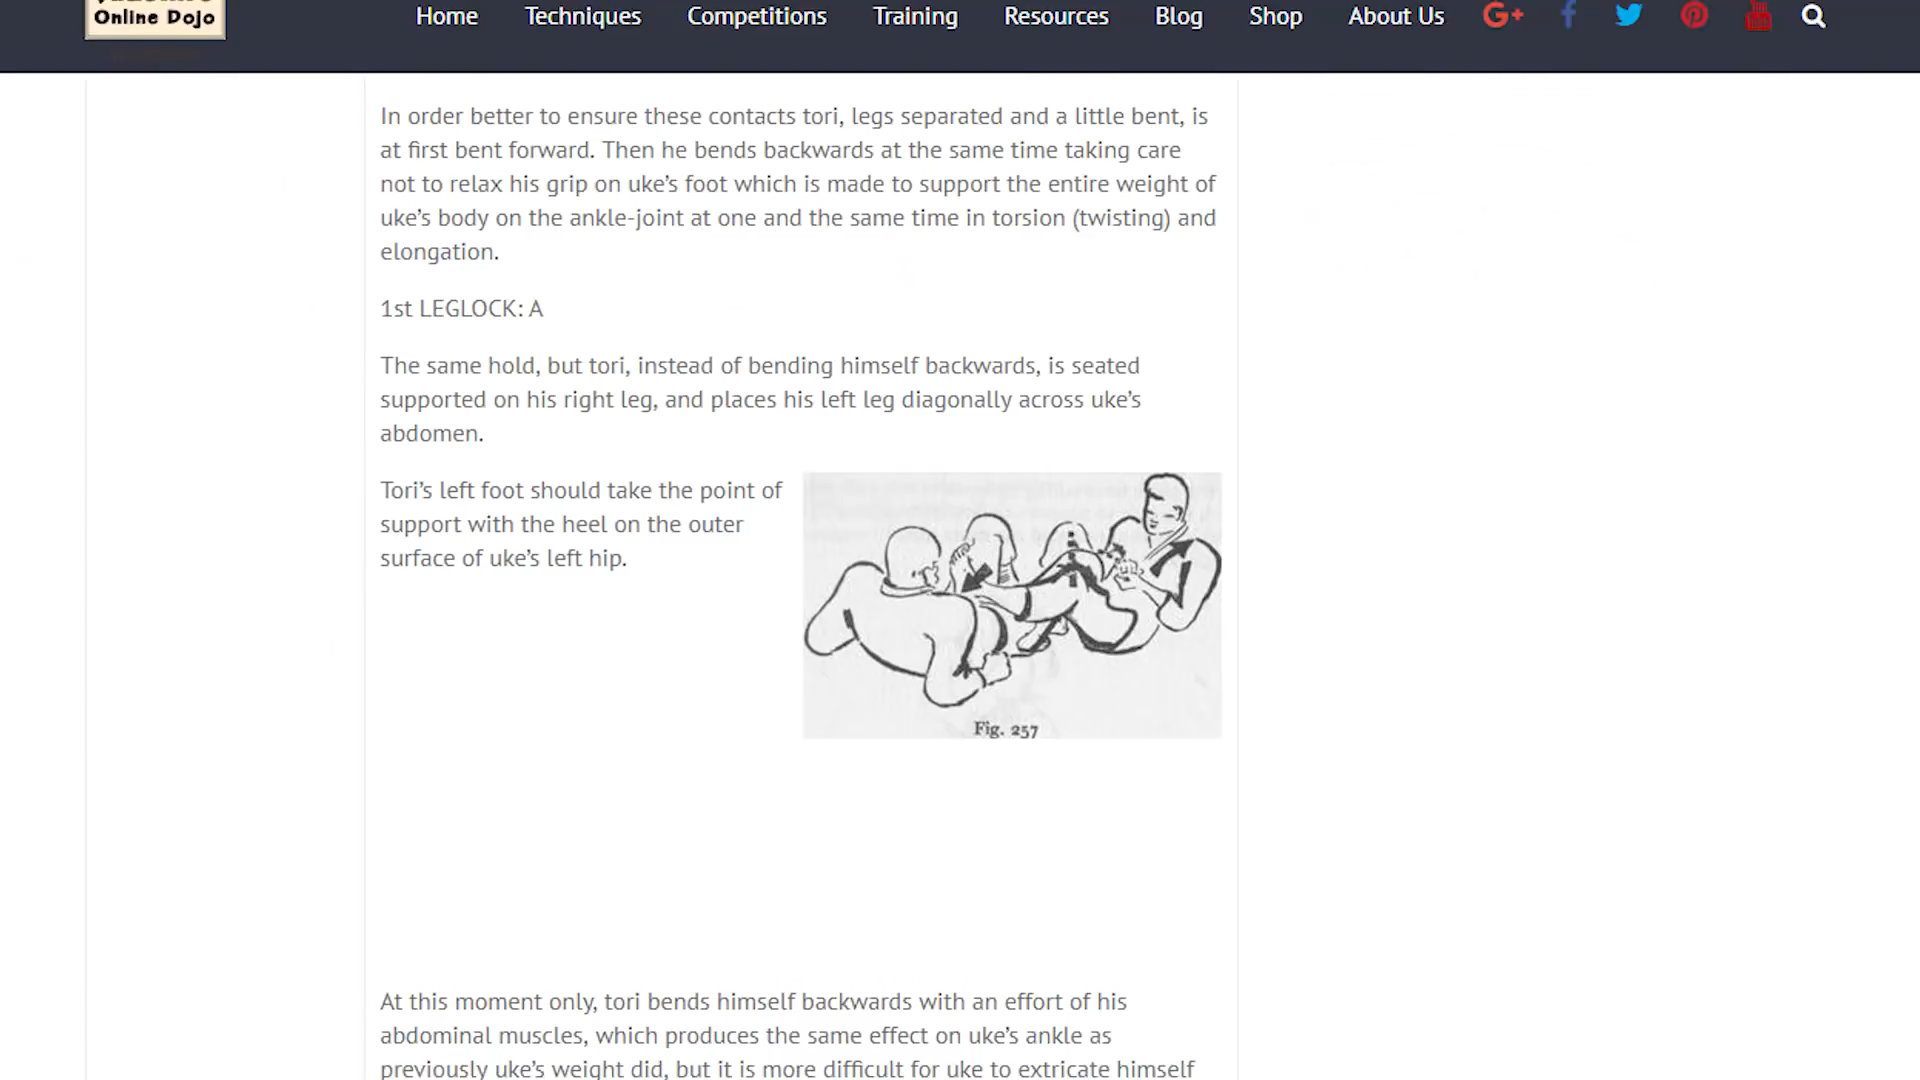 Online Dojo
Home Techniques Competitions Training Resources Blog Shop About Us
In order better to ensure these contacts tori, legs separated and a little bent, is
at first bent forward. Then he bends backwards at the same time taking care
not to relax his grip on uke’s foot which is made to support the entire weight of
uke’s body on the ankle-joint at one and the same time in torsion (twisting) and
elongation.
1st LEGLOCK: A
The same hold, but tori, instead of bending himself backwards, is seated
supported on his right leg, and places his left leg diagonally across uke’s
abdomen.
Tori’s left foot should take the point of
support with the heel on the outer
surface of uke’s left hip.
Fig. 257
At this moment only, tori bends himself backwards with an effort of his
abdominal muscles, which produces the same effect on uke’s ankle as
previously uke’s weight did, but it is more difficult for uke to extricate himself